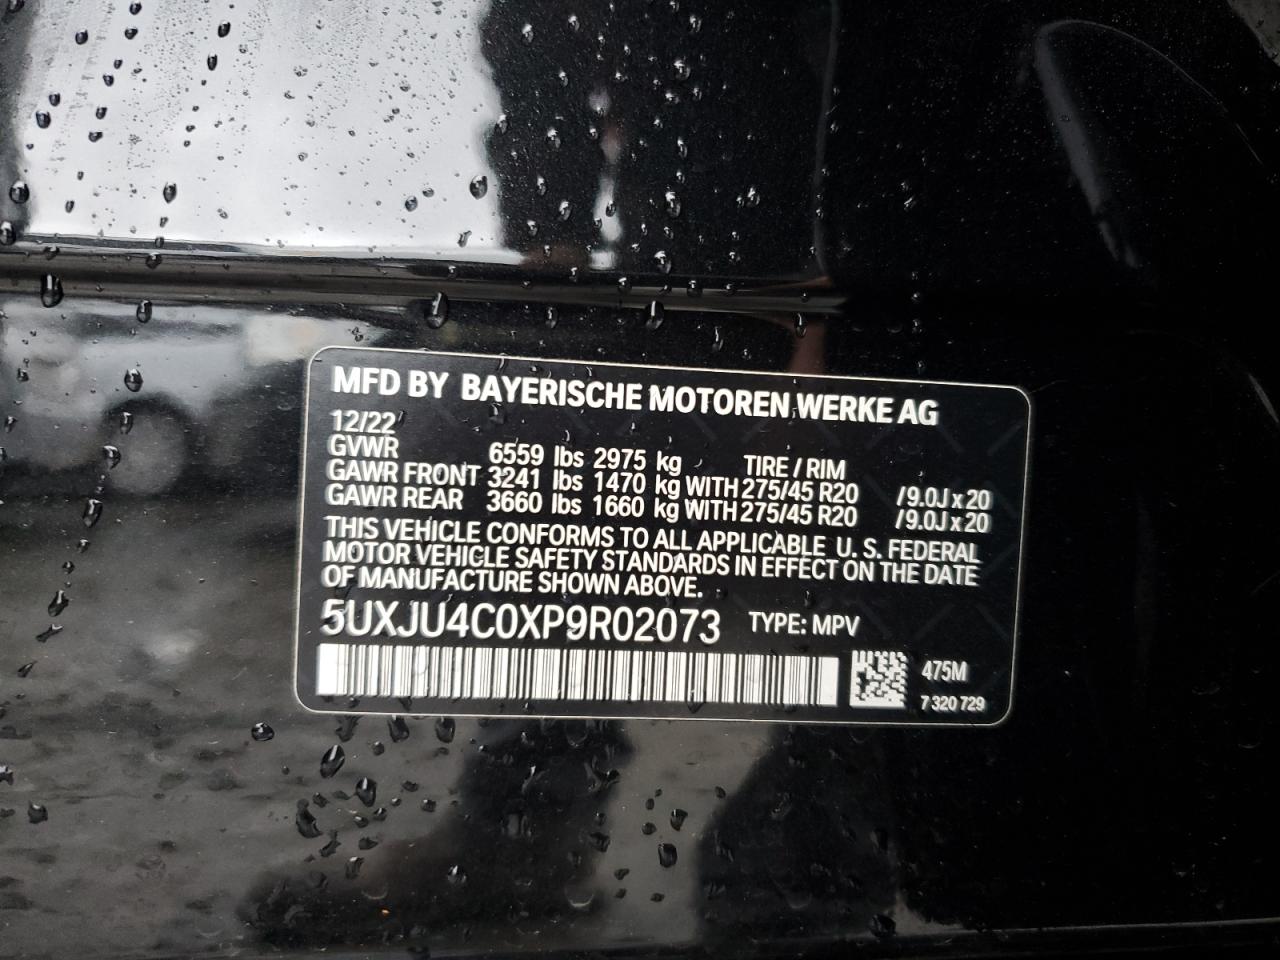 MFD BY BAYERISCHE MOTOREN WERKE AG
12/22
GVWR 6559 lbs 2975 kg TIRE / RIM
GAWR FRONT 3241 lbs 1470 kg WITH 275/45 R20 /9.0J x 20
GAWR REAR 3660 lbs 1660 kg WITH 275/45 R20 /9.0J x 20
THIS VEHICLE CONFORMS TO ALL APPLICABLE U. S. FEDERAL
MOTOR VEHICLE SAFETY STANDARDS IN EFFECT ON THE DATE
OF MANUFACTURE SHOWN ABOVE.
5UXJU4C0XP9R02073 TYPE: MPV
475M
7 320 729